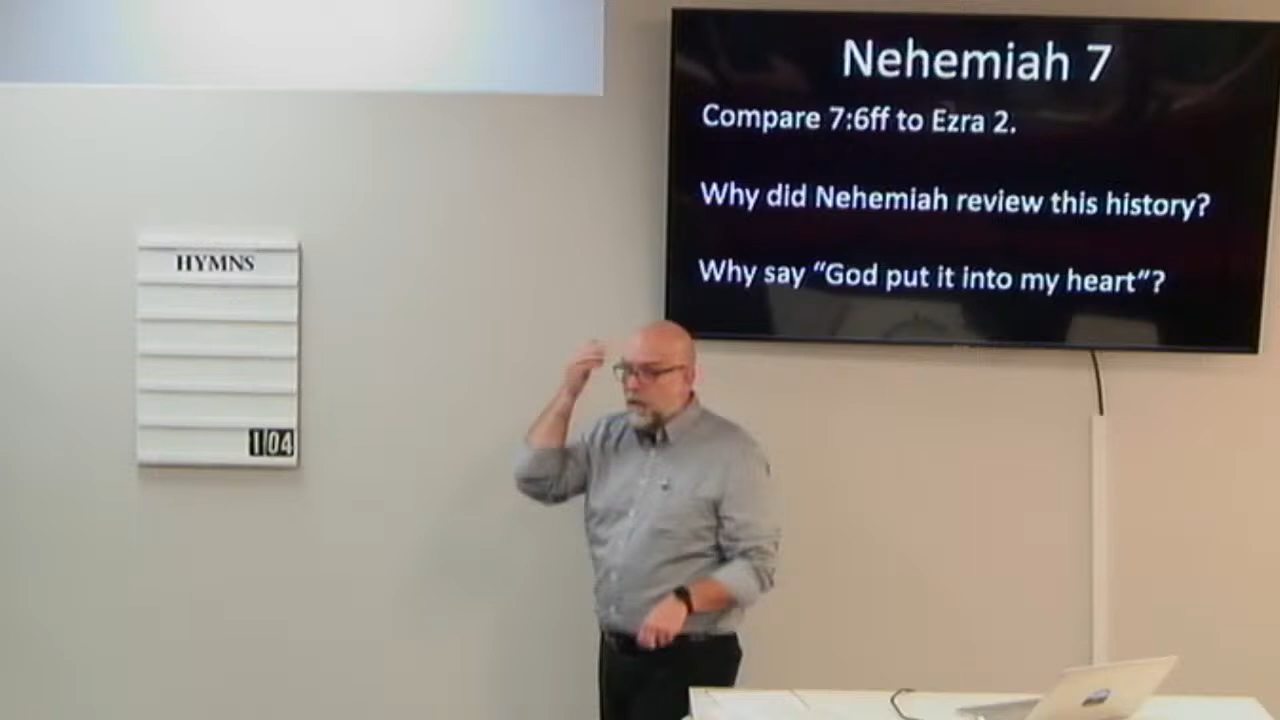 Nehemiah 7
Compare 7:6ff to Ezra 2.
Why did Nehemiah review this history?
Why say “God put it into my heart”?
HYMNS
104